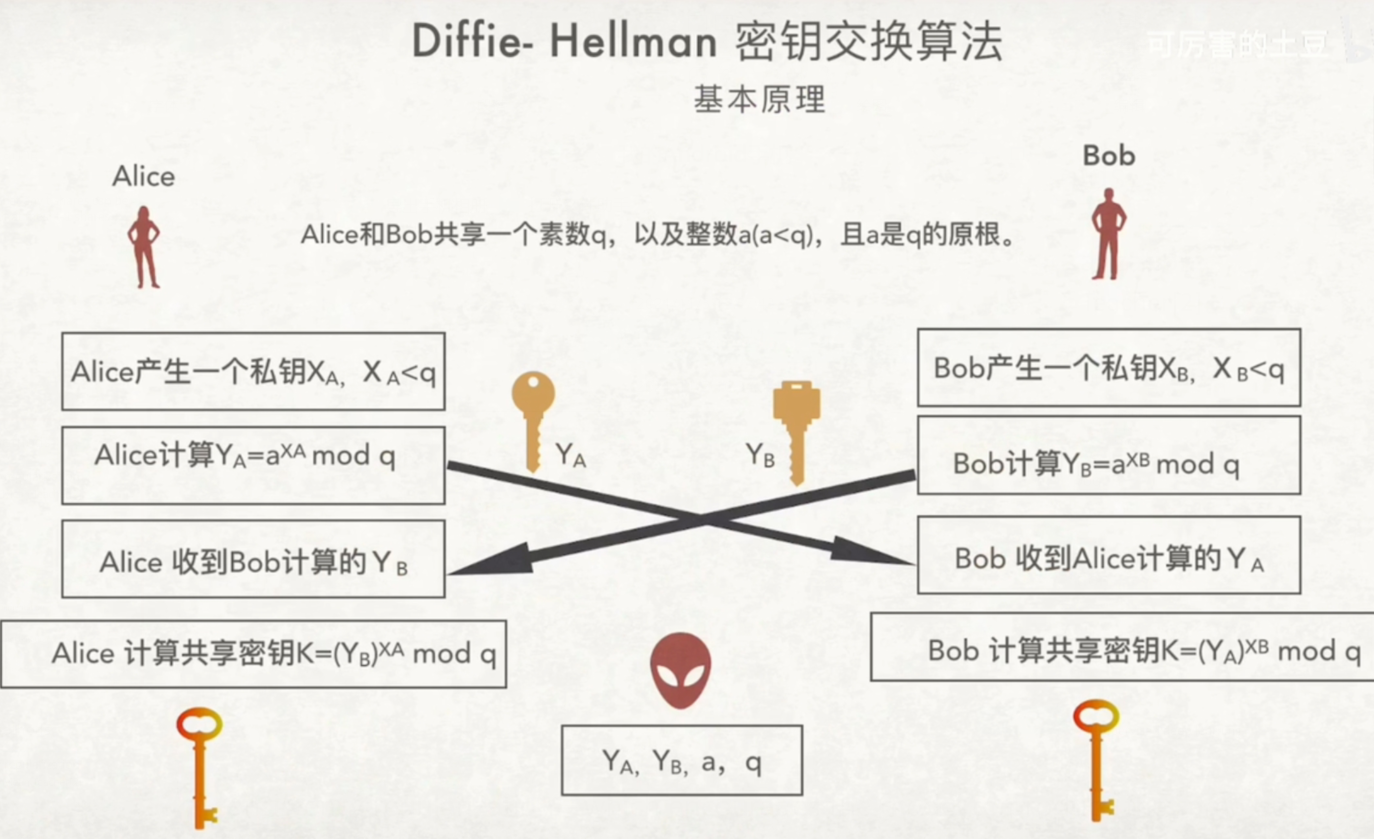 Diffie- Hellman 密钥交换算法
可厉害的土豆
基本原理
Alice
Bob
Alice和Bob共享一个素数q，以及整数a(a<q)，且a是q的原根。
Alice产生一个私钥XA, XA<q
Bob产生一个私钥XB, XB<q
Alice计算YA=aXA mod q
YA
YB
Bob计算YB=aXB mod q
Alice 收到Bob计算的YB
Bob 收到Alice计算的YA
Alice 计算共享密钥K=(YB)XA mod q
Bob 计算共享密钥K=(YA)XB mod q
YA, YB, a，q